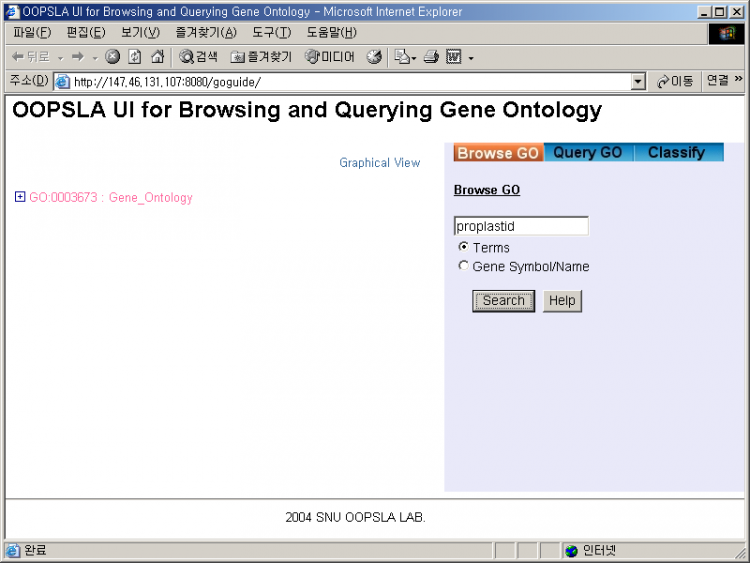 OOPSLA UI for Browsing and Querying Gene Ontology - Microsoft Internet Explorer
파일(F) 편집(E) 보기(V) 즐겨찾기(A) 도구(T) 도움말(H)
뒤로 검색 즐겨찾기 미디어
주소(D) http://147,46,131,107:8080/goguide/ 이동 연결 »
OOPSLA UI for Browsing and Querying Gene Ontology
Graphical View
Browse GO Query GO Classify
GO:0003673 : Gene_Ontology
Browse GO
proplastid
Terms
Gene Symbol/Name
Search Help
2004 SNU OOPSLA LAB.
완료 인터넷